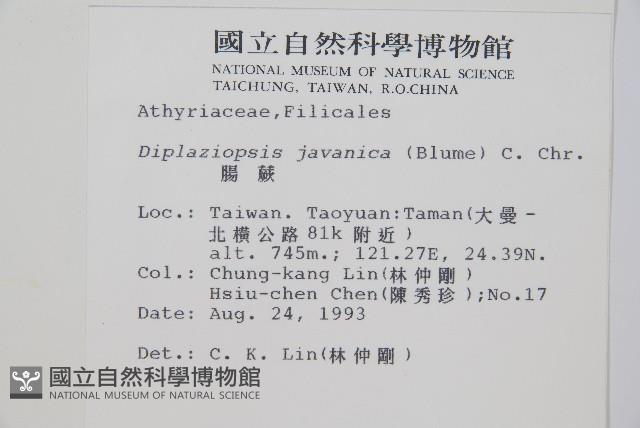 國立自然科學博物館
NATIONAL MUSEUM OF NATURAL SCIENCE
TAICHUNG, TAIWAN, R.O.CHINA
Athyriaceae,Filicales
Diplaziopsis javanica (Blume) C. Chr.
腸蕨
Loc.: Taiwan. Taoyuan:Taman(大曼-
北橫公路81k附近)
alt. 745m.; 121.27E, 24.39N.
Col.: Chung-kang Lin(林仲剛)
Hsiu-chen Chen(陳秀珍);No.17
Date: Aug. 24, 1993
Det.: C. K. Lin(林仲剛)
國立自然科學博物館
NATIONAL MUSEUM OF NATURAL SCIENCE